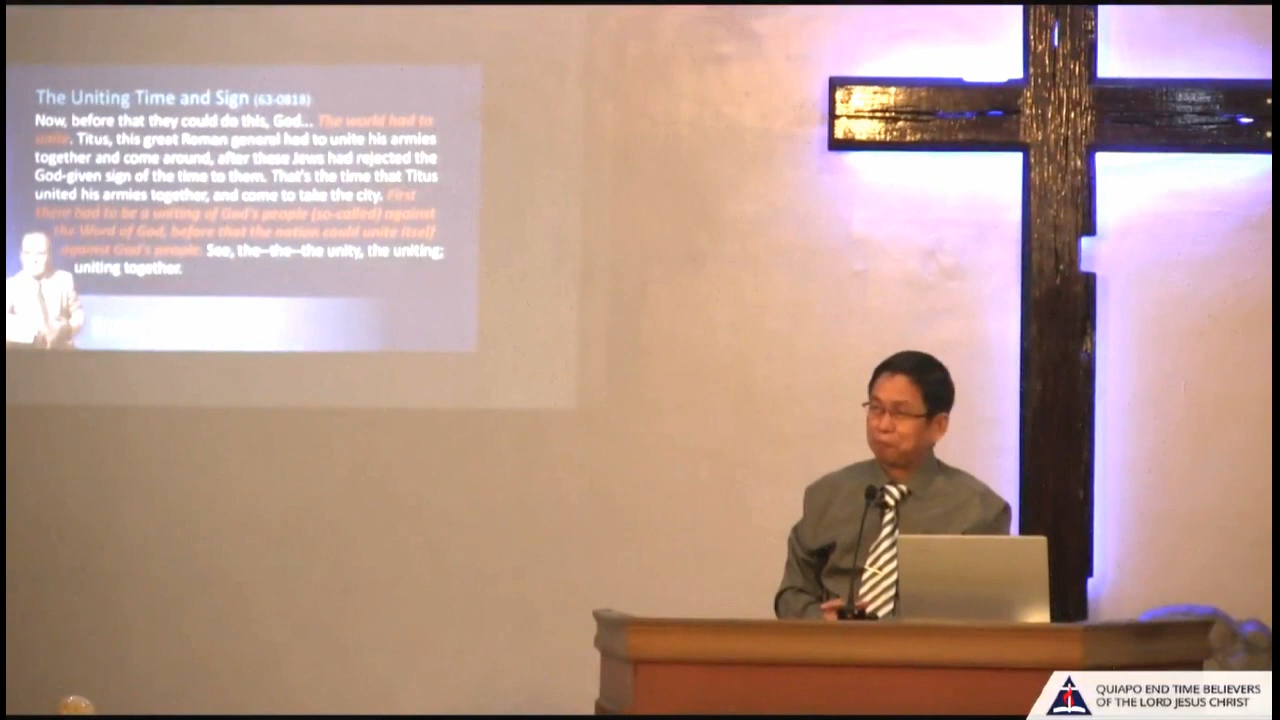 The Uniting Time and Sign (63-0818)
Now, before that they could do this, God... The world had to
unite. Titus, this great Roman general had to unite his armies
together and come around, after these Jews had rejected the
God-given sign of the time to them. That's the time that Titus
united his armies together, and come to take the city. First
there had to be a uniting of God's people (so-called) against
the Word of God, before that the nation could unite itself
against God's people. See, the--the--the unity, the uniting;
uniting together.
QUIAPO END TIME BELIEVERS
OF THE LORD JESUS CHRIST